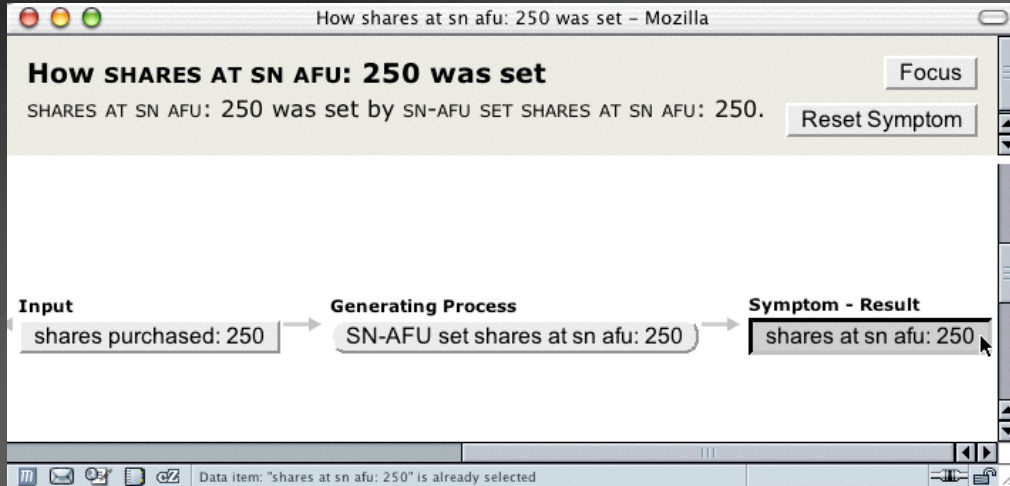 How shares at sn afu: 250 was set – Mozilla
How SHARES AT SN AFU: 250 was set
Focus
SHARES AT SN AFU: 250 was set by SN-AFU SET SHARES AT SN AFU: 250.
Reset Symptom
Input
Generating Process
Symptom - Result
shares purchased: 250
SN-AFU set shares at sn afu: 250
shares at sn afu: 250
Data item: "shares at sn afu: 250" is already selected